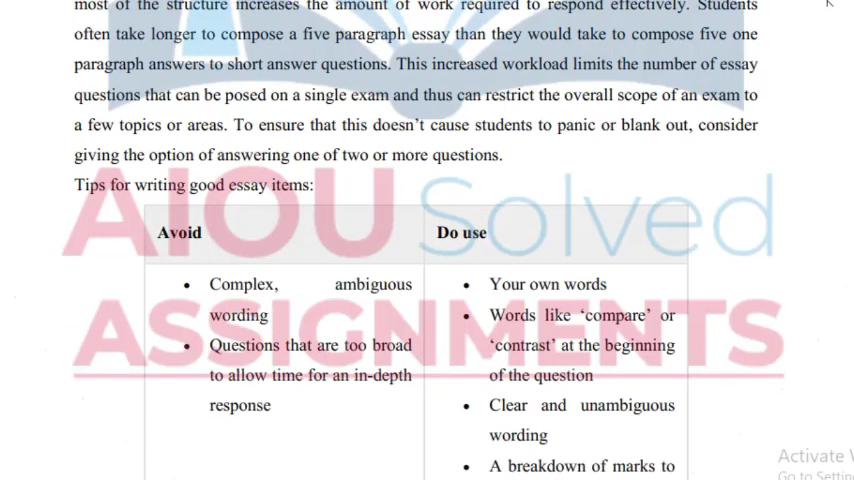 most of the structure increases the amount of work required to respond effectively. Students
often take longer to compose a five paragraph essay than they would take to compose five one
paragraph answers to short answer questions. This increased workload limits the number of essay
questions that can be posed on a single exam and thus can restrict the overall scope of an exam to
a few topics or areas. To ensure that this doesn’t cause students to panic or blank out, consider
giving the option of answering one of two or more questions.
Tips for writing good essay items:
AIOU Solved
ASSIGNMENTS
Avoid
• Complex, ambiguous
wording
• Questions that are too broad
to allow time for an in-depth
response
Do use
• Your own words
• Words like ‘compare’ or
‘contrast’ at the beginning
of the question
• Clear and unambiguous
wording
• A breakdown of marks to
Activate
Go to